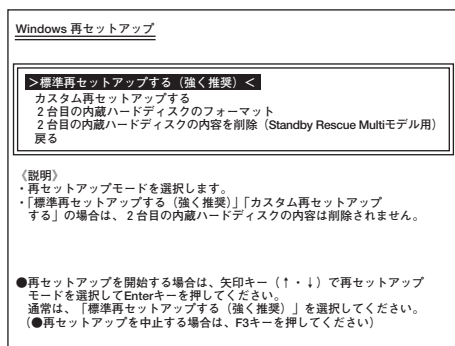 Windows 再セットアップ
＞標準再セットアップする（強く推奨）＜
カスタム再セットアップする
２台目の内蔵ハードディスクのフォーマット
２台目の内蔵ハードディスクの内容を削除（Standby Rescue Multiモデル用）
戻る
《説明》
・再セットアップモードを選択します。
・「標準再セットアップする（強く推奨）」「カスタム再セットアップ
する」の場合は、２台目の内蔵ハードディスクの内容は削除されません。
●再セットアップを開始する場合は、矢印キー（↑・↓）で再セットアップ
モードを選択してEnterキーを押してください。
通常は、「標準再セットアップする（強く推奨）」を選択してください。
（●再セットアップを中止する場合は、F3キーを押してください）